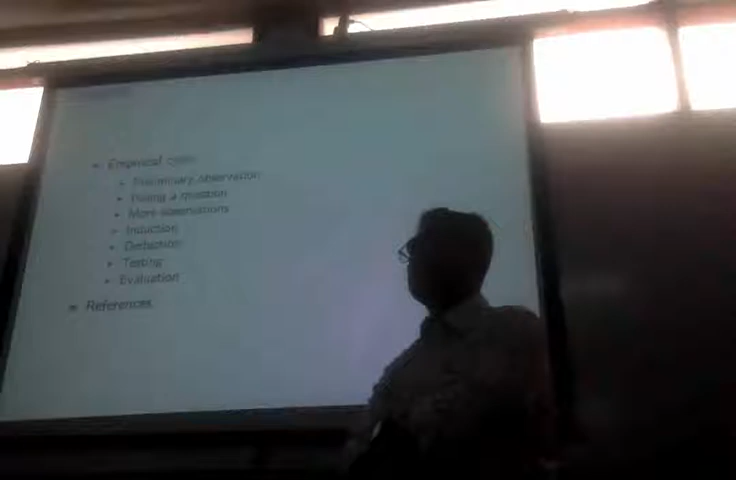 Empirical cycle
Preliminary observation
Posing a question
More observations
Induction
Deduction
Testing
Evaluation
References